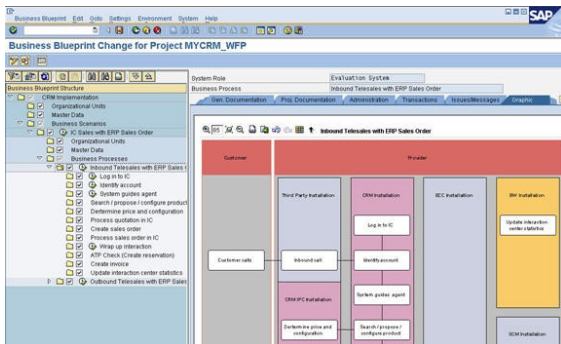 Business Blueprint Edit Goto Settings Environment System Help
SAP
Business Blueprint Change for Project MYCRM_WFP
Business Blueprint Structure
CRM Implementation
Organizational Units
Master Data
Business Scenarios
IC Sales with ERP Sales Order
Organizational Units
Master Data
Business Processes
Inbound Telesales with ERP Sales O
Log in to IC
Identify account
System guides agent
Search / propose / configure product
Dertermine price and configuration
Process quotation in IC
Create sales order
Process sales order in IC
Wrap up interaction
ATP Check (Create reservation)
Create invoice
Update interaction center statistics
Outbound Telesales with ERP Sales
System Role Evaluation System
Business Process Inbound Telesales with ERP Sales Order
Gen. Documentation Proj. Documentation Administration Transactions Issues/Messages Graphic
85 Inbound Telesales with ERP Sales Order
Customer Provider
Third Party Installation CRM Installation ECC Installation BW Installation
Log in to IC
Update interaction center statistics
Customer calls Inbound call Identify account
CRM IPC Installation
System guides agent
Determine price and configuration
Search / propose / configure product
SCM Installation